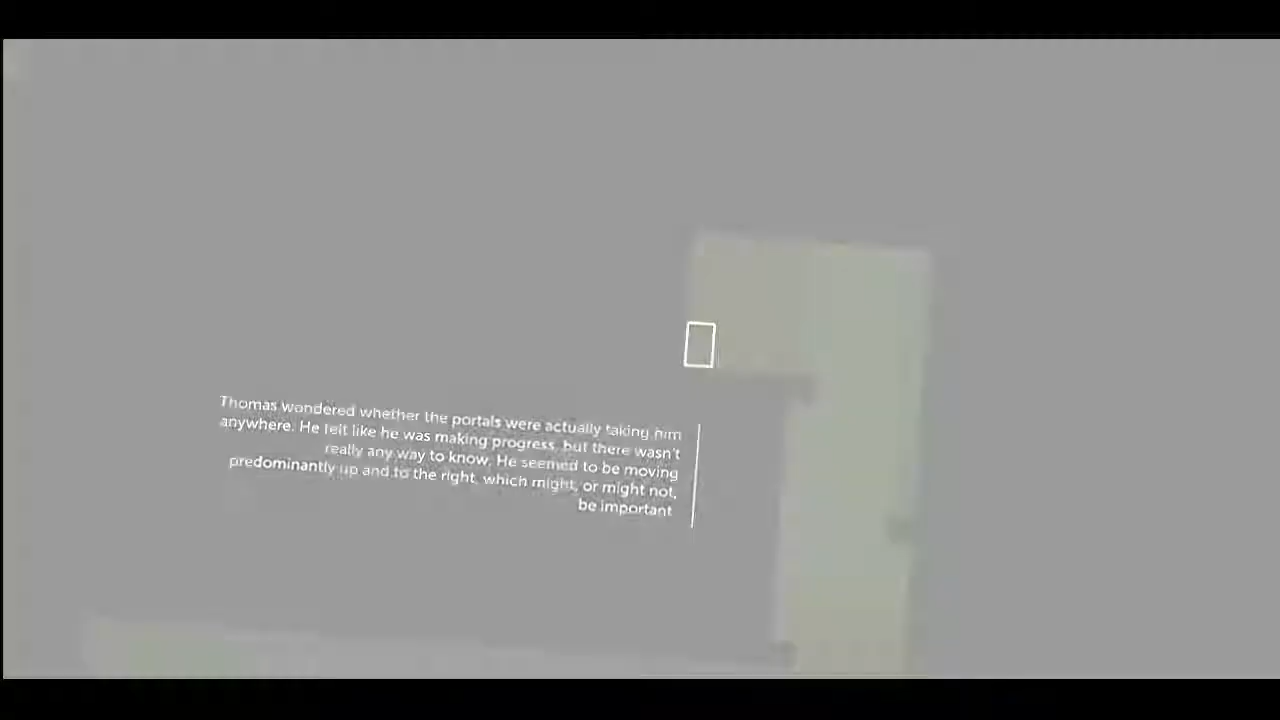 Thomas wondered whether the portals were actually taking him
anywhere. He felt like he was making progress, but there wasn't
really any way to know. He seemed to be moving
predominantly up and to the right, which might, or might not,
be important